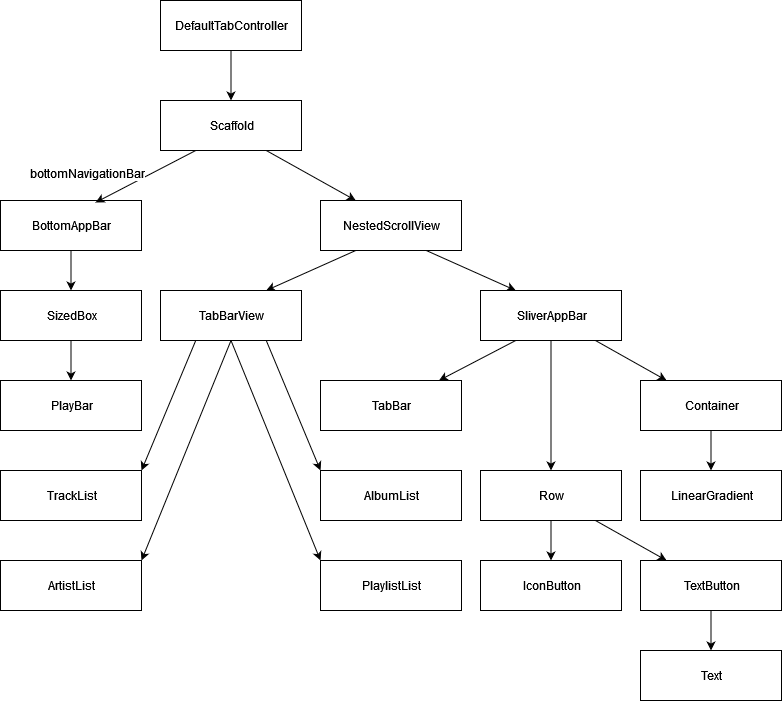 DefaultTabController
Scaffold
bottomNavigationBar
BottomAppBar
NestedScrollView
SizedBox
TabBarView
SliverAppBar
PlayBar
TabBar
Container
TrackList
AlbumList
Row
LinearGradient
ArtistList
PlaylistList
IconButton
TextButton
Text